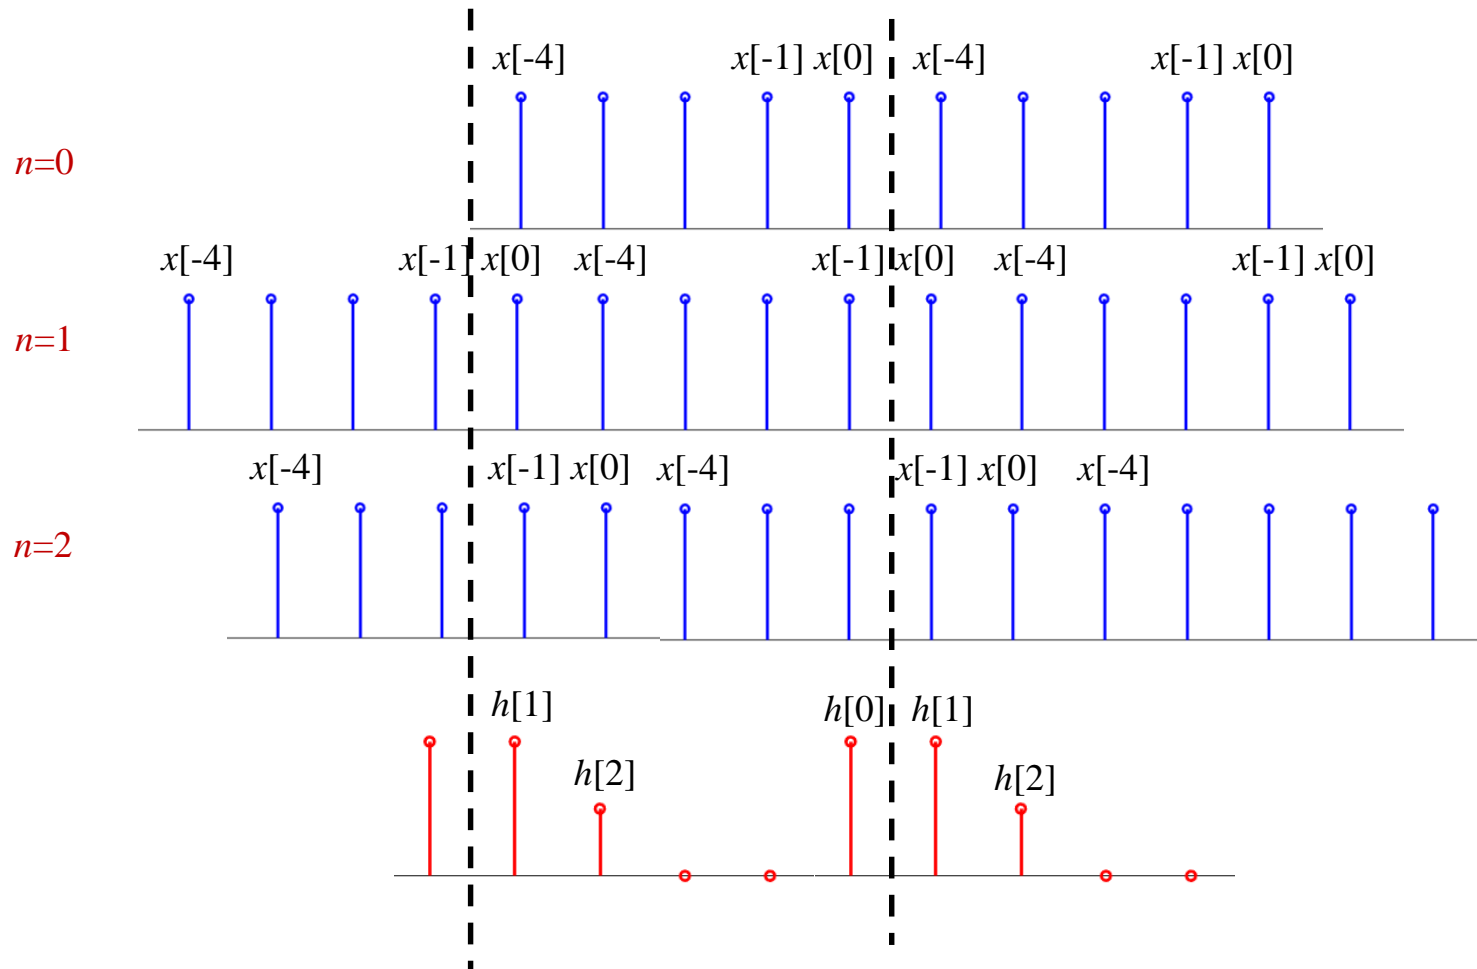 x[-4] x[-1] x[0] x[-4] x[-1] x[0]
n=0
x[-4] x[-1] x[0] x[-4] x[-1] x[0] x[-4] x[-1] x[0]
n=1
x[-4] x[-1] x[0] x[-4] x[-1] x[0] x[-4]
n=2
h[1] h[0] h[1]
h[2] h[2]